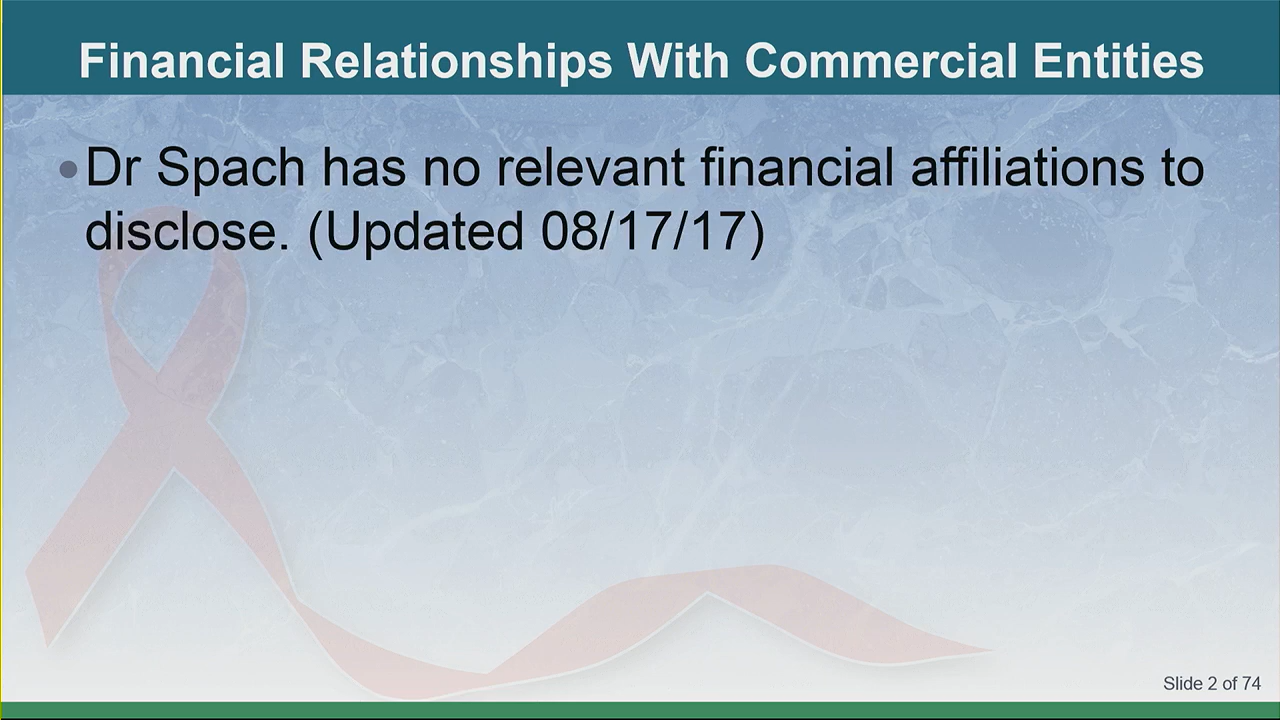 Financial Relationships With Commercial Entities
•Dr Spach has no relevant financial affiliations to
disclose. (Updated 08/17/17)
Slide 2 of 74